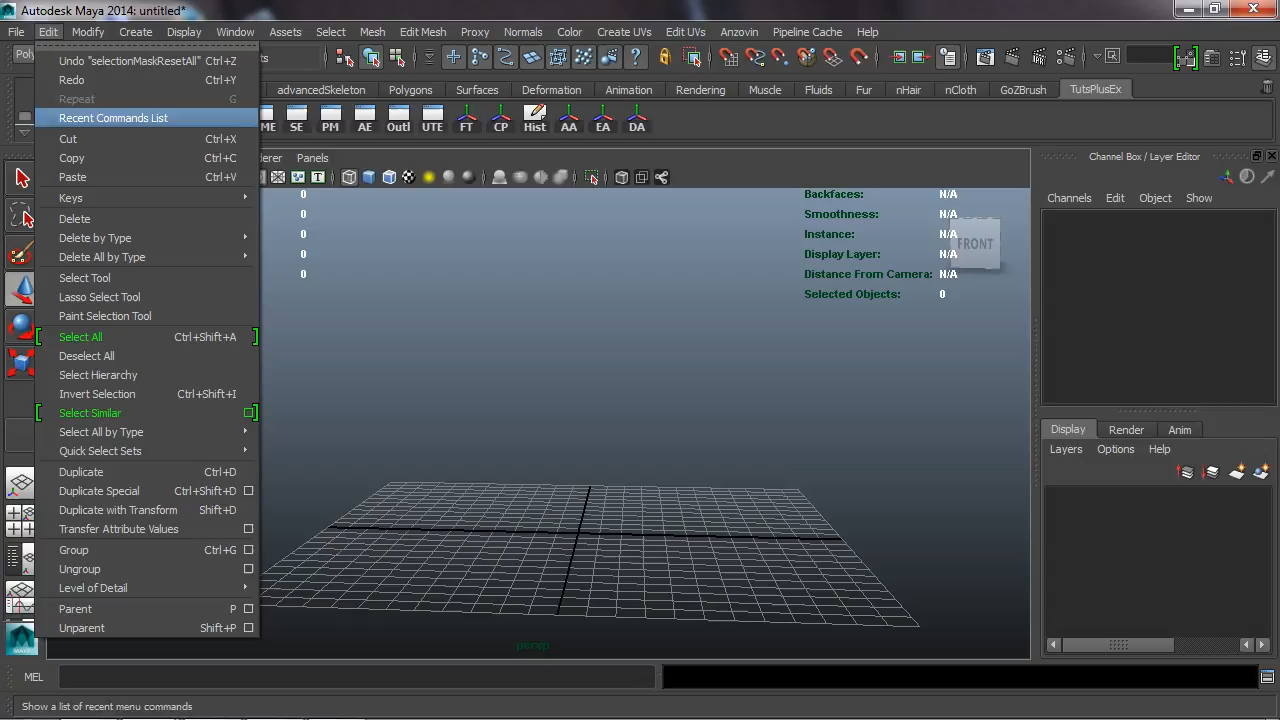 Autodesk Maya 2014: untitled*
File Edit Modify Create Display Window Assets Select Mesh Edit Mesh Proxy Normals Color Create UVs Edit UVs Anzovin Pipeline Cache
Undo "selectionMaskResetAll" Ctrl+Z
Redo Ctrl+Y
Repeat G
Recent Commands List
Cut Ctrl+X
Copy Ctrl+C
Paste Ctrl+V
Keys
Delete
Delete by Type
Delete All by Type
Select Tool
Lasso Select Tool
Paint Selection Tool
Select All Ctrl+Shift+A
Deselect All
Select Hierarchy
Invert Selection Ctrl+Shift+I
Select Similar
Select All by Type
Quick Select Sets
Duplicate Ctrl+D
Duplicate Special Ctrl+Shift+D
Duplicate with Transform Shift+D
Transfer Attribute Values
Group Ctrl+G
Ungroup
Level of Detail
Parent P
Unparent Shift+P
advancedSkeleton Polygons Surfaces Deformation Animation Rendering Muscle Fluids Fur nHair nCloth GoZBrush TutsPlusEx
ME SE PM AE Outl UTE FT CP Hist AA EA DA
Panels
0
0
0
0
Backfaces: N/A
Smoothness: N/A
Instance: N/A
Display Layer: N/A
Distance From Camera: N/A
Selected Objects: 0
FRONT
persp
Channel Box / Layer Editor
Channels Edit Object Show
Display Render Anim
Layers Options Help
MAYA
MEL
Show a list of recent menu commands